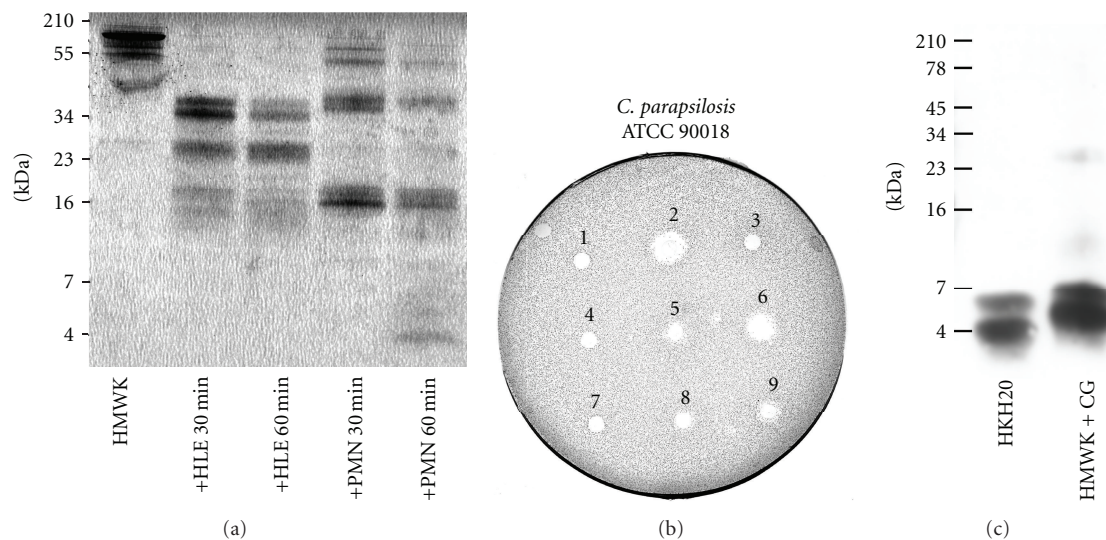 210
55
34
23
16
7
4
(kDa)
HMWK
+HLE 30 min
+HLE 60 min
+PMN 30 min
+PMN 60 min
(a)
C. parapsilosis
ATCC 90018
1
2
3
4
5
6
7
8
9
(b)
210
78
45
34
23
16
7
4
(kDa)
HKH20
HMWK + CG
(c)